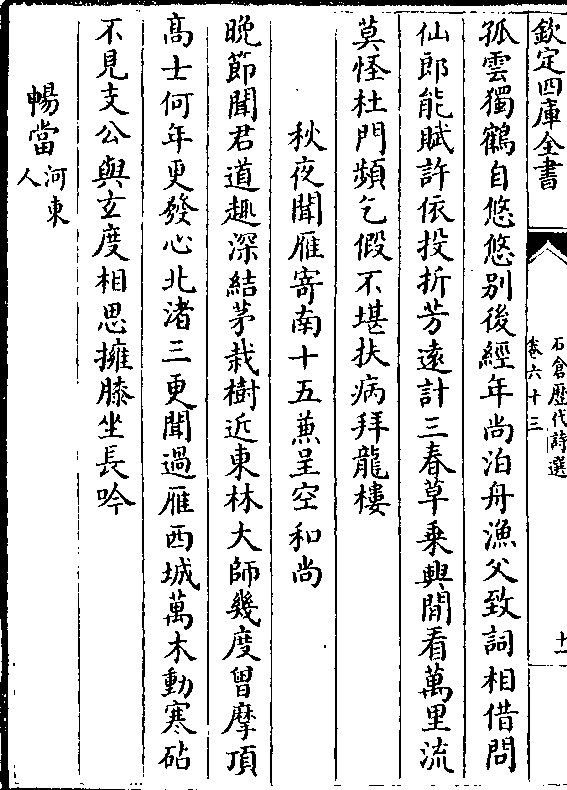 欽定四庫全書
石倉歴代詩選
卷六十三
十一
孤雲獨鶴自悠悠别後經年尚泊舟漁父致詞相借問
仙郎能賦許依投折芳遠計三春草乗興閒看萬里流
莫怪杜門頻乞假不堪扶病拜龍樓
秋夜聞雁寄南十五兼呈空和尚
晚節聞君道趣深結茅栽樹近東林大師幾度曽摩頂
髙士何年更發心北渚三更聞過雁西城萬木動寒砧
不見支公與玄度相思擁膝坐長吟
暢當河東人